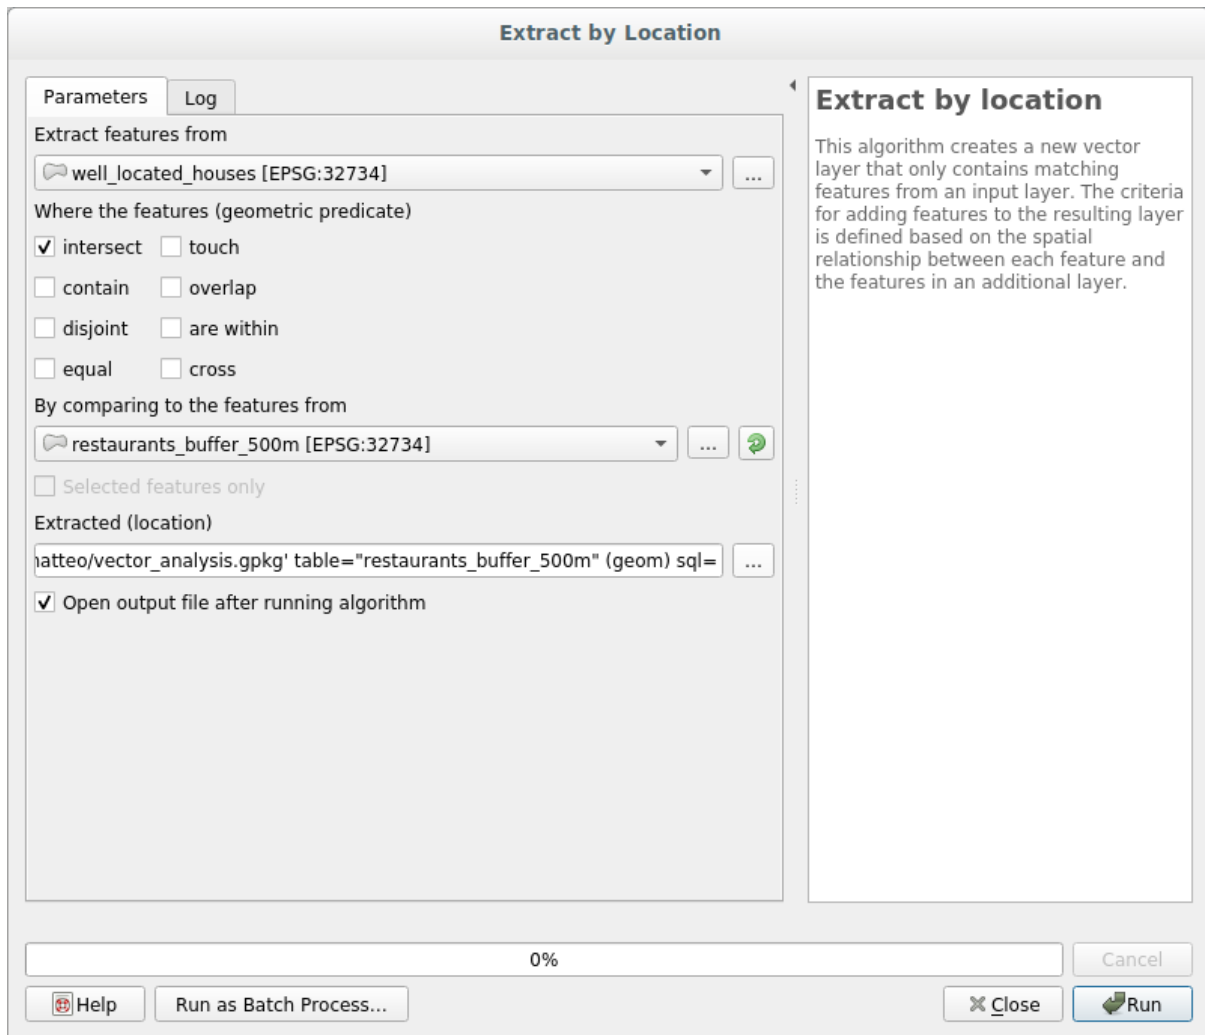 Extract by Location
Parameters
Log
Extract features from
well_located_houses [EPSG:32734]
...
Where the features (geometric predicate)
intersect
touch
contain
overlap
disjoint
are within
equal
cross
By comparing to the features from
restaurants_buffer_500m [EPSG:32734]
...
Selected features only
Extracted (location)
natteo/vector_analysis.gpkg' table="restaurants_buffer_500m" (geom) sql=
...
Open output file after running algorithm
Extract by location
This algorithm creates a new vector
layer that only contains matching
features from an input layer. The criteria
for adding features to the resulting layer
is defined based on the spatial
relationship between each feature and
the features in an additional layer.
0%
Cancel
Help
Run as Batch Process...
Close
Run